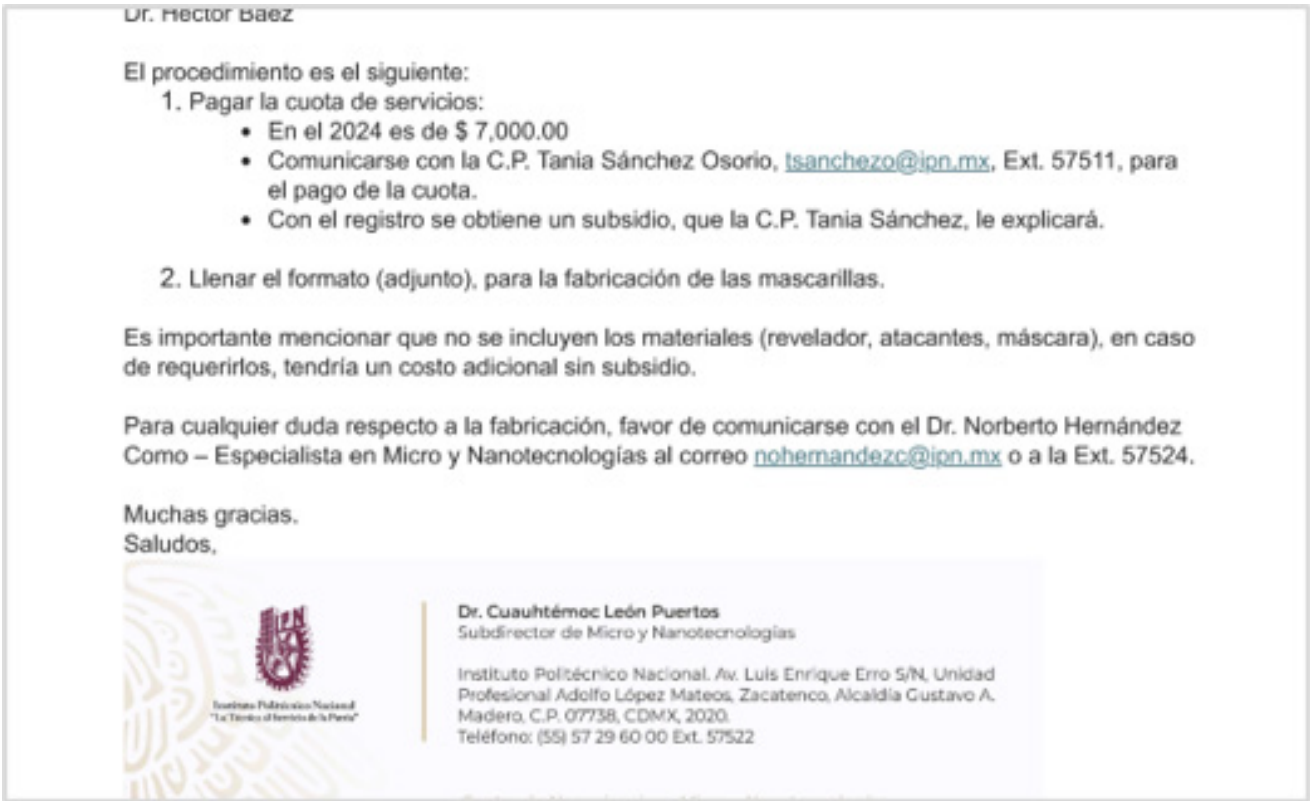 Dr. Héctor Báez
El procedimiento es el siguiente:
1. Pagar la cuota de servicios:
• En el 2024 es de $ 7,000.00
• Comunicarse con la C.P. Tania Sánchez Osorio, tsanchezo@ipn.mx, Ext. 57511, para
el pago de la cuota.
• Con el registro se obtiene un subsidio, que la C.P. Tania Sánchez, le explicará.
2. Llenar el formato (adjunto), para la fabricación de las mascarillas.
Es importante mencionar que no se incluyen los materiales (revelador, atacantes, máscara), en caso
de requerirlos, tendría un costo adicional sin subsidio.
Para cualquier duda respecto a la fabricación, favor de comunicarse con el Dr. Norberto Hernández
Como – Especialista en Micro y Nanotecnologías al correo nohernandezc@ipn.mx o a la Ext. 57524.
Muchas gracias.
Saludos,
IPN
Instituto Politécnico Nacional
"La Técnica al Servicio de la Patria"
Dr. Cuauhtémoc León Puertos
Subdirector de Micro y Nanotecnologías
Instituto Politécnico Nacional. Av. Luis Enrique Erro S/N, Unidad
Profesional Adolfo López Mateos, Zacatenco, Alcaldía Gustavo A.
Madero, C.P. 07738, CDMX, 2020.
Teléfono: (55) 57 29 60 00 Ext. 57522